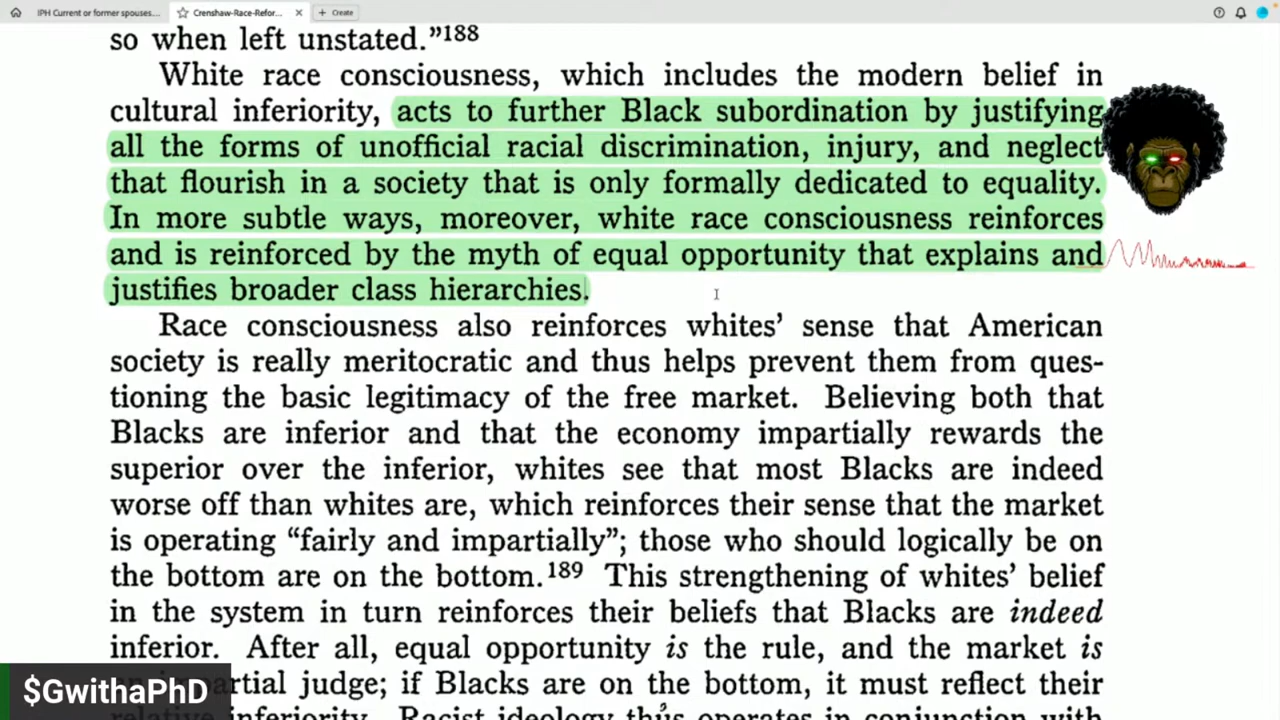 IPH Current or former spouses....
Crenshaw-Race-Refor...
Create
so when left unstated.”188
White race consciousness, which includes the modern belief in
cultural inferiority, acts to further Black subordination by justifying
all the forms of unofficial racial discrimination, injury, and neglect
that flourish in a society that is only formally dedicated to equality.
In more subtle ways, moreover, white race consciousness reinforces
and is reinforced by the myth of equal opportunity that explains and
justifies broader class hierarchies.
Race consciousness also reinforces whites’ sense that American
society is really meritocratic and thus helps prevent them from ques-
tioning the basic legitimacy of the free market. Believing both that
Blacks are inferior and that the economy impartially rewards the
superior over the inferior, whites see that most Blacks are indeed
worse off than whites are, which reinforces their sense that the market
is operating “fairly and impartially”; those who should logically be on
the bottom are on the bottom.189 This strengthening of whites’ belief
in the system in turn reinforces their beliefs that Blacks are indeed
inferior. After all, equal opportunity is the rule, and the market is
impartial judge; if Blacks are on the bottom, it must reflect their
inferiority. Racist ideology thus operates in conjunction with
$GwithaPhD